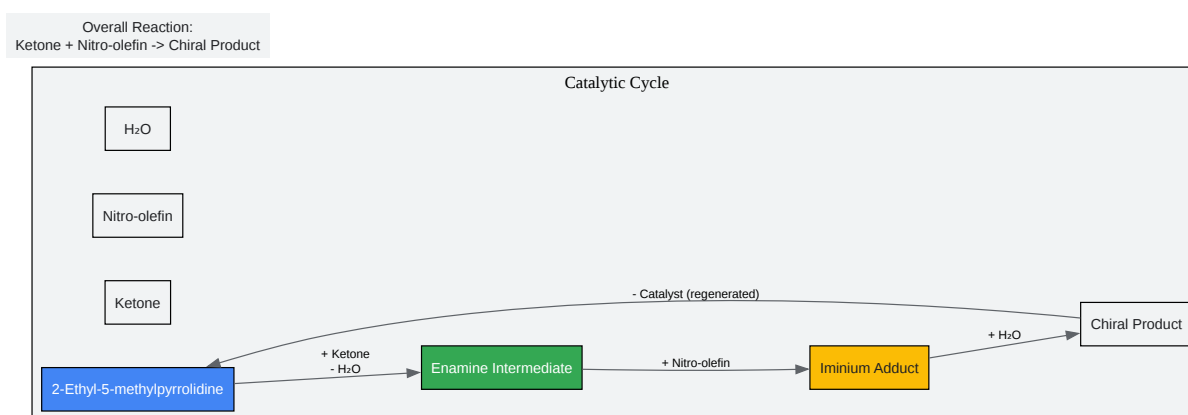 Overall Reaction:
Ketone + Nitro-olefin -> Chiral Product
Catalytic Cycle
H₂O
Nitro-olefin
Ketone
- Catalyst (regenerated)
Chiral Product
+ H₂O
+ Ketone
- H₂O
+ Nitro-olefin
Enamine Intermediate
Iminium Adduct
2-Ethyl-5-methylpyrrolidine